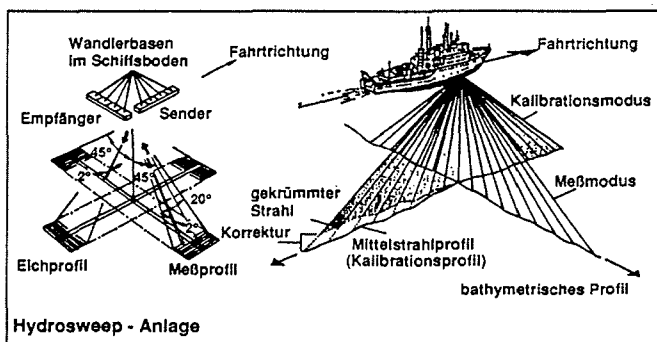 Wandlerbasen
im Schiffsboden
Fahrtrichtung
Empfänger
Sender
45°
2°
45°
20°
2°
Eichprofil
Meßprofil
Fahrtrichtung
Kalibrationsmodus
Meßmodus
gekrümmter
Strahl
Korrektur
Mittelstrahlprofil
(Kalibrationsprofil)
bathymetrisches Profil
Hydrosweep - Anlage